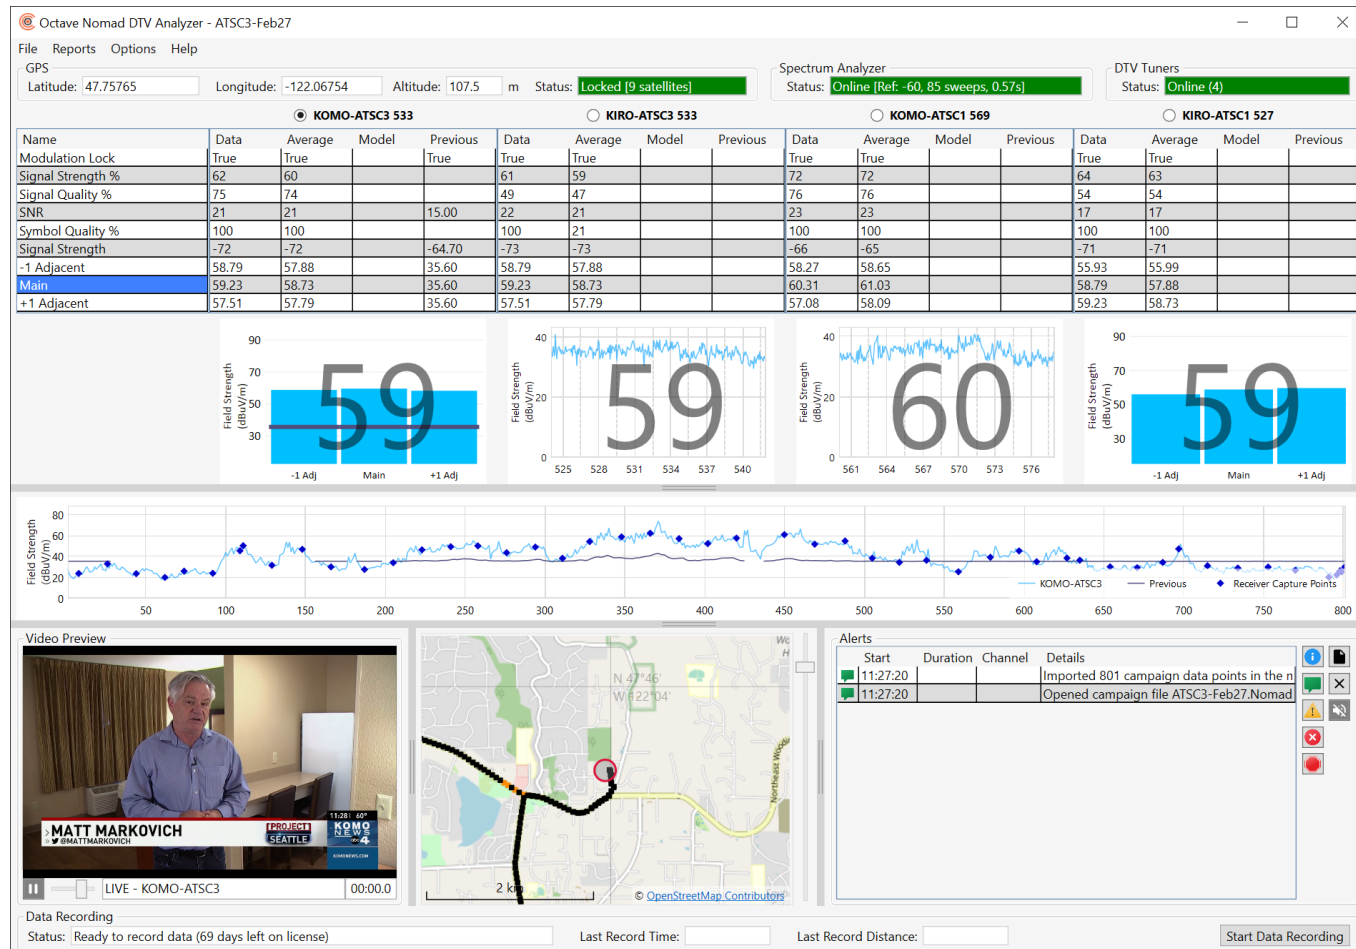 Octave Nomad DTV Analyzer - ATSC3-Feb27
File Reports Options Help
GPS
Latitude: 47.75765 Longitude: -122.06754 Altitude: 107.5 m Status: Locked [9 satellites]
Spectrum Analyzer
Status: Online [Ref: -60, 85 sweeps, 0.57s]
DTV Tuners
Status: Online (4)
KOMO-ATSC3 533 KIRO-ATSC3 533 KOMO-ATSC1 569 KIRO-ATSC1 527
Name Data Average Model Previous Data Average Model Previous Data Average Model Previous Data Average Model Previous
Modulation Lock True True True True True True True True True
Signal Strength % 62 60 61 59 72 72 64 63
Signal Quality % 75 74 49 47 76 76 54 54
SNR 21 21 15.00 22 21 23 23 17 17
Symbol Quality % 100 100 100 21 100 100 100 100
Signal Strength -72 -72 -64.70 -73 -73 -66 -65 -71 -71
-1 Adjacent 58.79 57.88 35.60 58.79 57.88 58.27 58.65 55.93 55.99
Main 59.23 58.73 35.60 59.23 58.73 60.31 61.03 58.79 57.88
+1 Adjacent 57.51 57.79 35.60 57.51 57.79 57.08 58.09 59.23 58.73
Field Strength
(dBuV/m)
90
70
50
30
59
-1 Adj Main +1 Adj
Field Strength
(dBuV/m)
40
20
0
59
525 528 531 534 537 540
Field Strength
(dBuV/m)
40
20
0
60
561 564 567 570 573 576
Field Strength
(dBuV/m)
90
70
50
30
59
-1 Adj Main +1 Adj
Field Strength
(dBuV/m)
80
60
40
20
0
KOMO-ATSC3 Previous Receiver Capture Points
50 100 150 200 250 300 350 400 450 500 550 600 650 700 750 800
Video Preview
11:28 60°
MATT MARKOVICH
@MATTMARKOVICH
PROJECT
SEATTLE
KOMO
NEWS
abc 4
KOMONEWS.COM
LIVE - KOMO-ATSC3 00:00.0
N 47°46'
W 122°04'
Northeast Woo
2 km
© OpenStreetMap Contributors
Alerts
Start Duration Channel Details
11:27:20 Imported 801 campaign data points in the n
11:27:20 Opened campaign file ATSC3-Feb27.Nomad
Data Recording
Status: Ready to record data (69 days left on license) Last Record Time: Last Record Distance: Start Data Recording